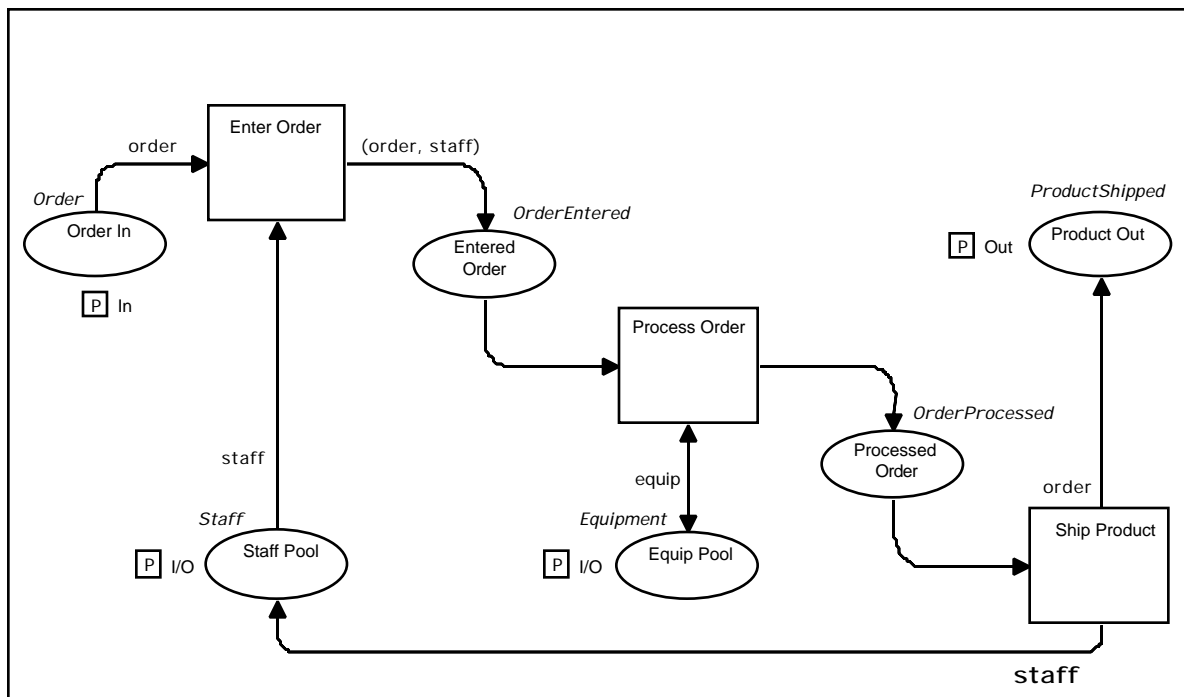 Enter Order
order
(order, staff)
Order
Order In
P In
OrderEntered
Entered
Order
ProductShipped
P Out
Product Out
Process Order
OrderProcessed
Processed
Order
staff
equip
order
Staff
P I/O
Staff Pool
Equipment
P I/O
Equip Pool
Ship Product
staff